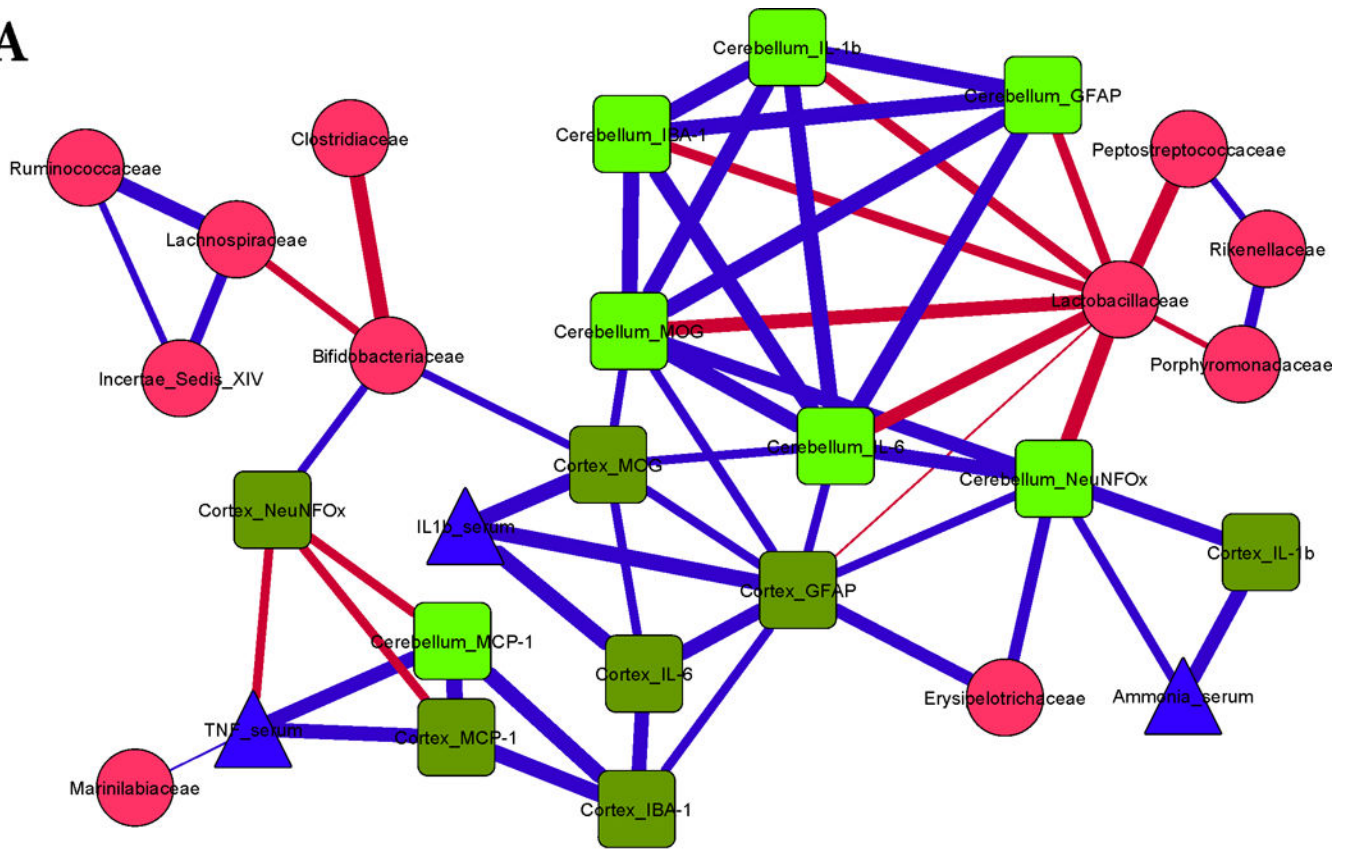 A
Cerebellum_IL-1b
Cerebellum_GFAP
Clostridiaceae
Cerebellum_IBA-1
Peptostreptococcaceae
Ruminococcaceae
Lachnospiraceae
Rikenellaceae
Lactobacillaceae
Cerebellum_MOG
Bifidobacteriaceae
Porphyromonadaceae
Incertae_Sedis_XIV
Cerebellum_IL-6
Cortex_MOG
Cerebellum_NeuNFOx
Cortex_NeuNFOx
IL1b_serum
Cortex_IL-1b
Cortex_GFAP
Cerebellum_MCP-1
Cortex_IL-6
Erysipelotrichaceae
Ammonia_serum
TNF_serum
Cortex_MCP-1
Marinilabiaceae
Cortex_IBA-1